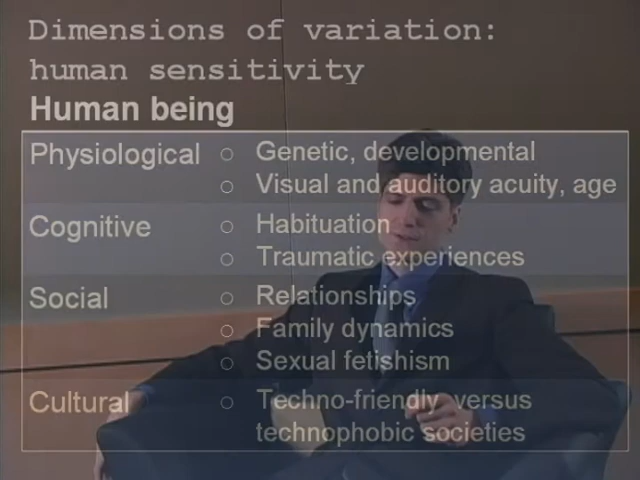 Dimensions of variation:
human sensitivity
Human being
Physiological
Genetic, developmental
Visual and auditory acuity, age
Cognitive
Habituation
Traumatic experiences
Social
Relationships
Family dynamics
Sexual fetishism
Cultural
Techno-friendly versus
technophobic societies